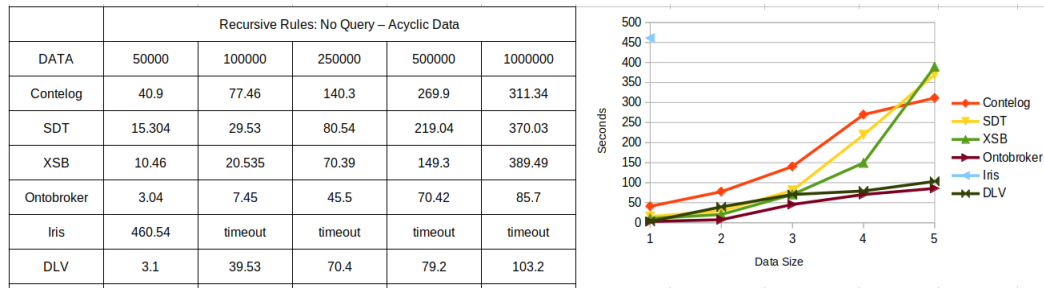 Recursive Rules: No Query – Acyclic Data
DATA 50000 100000 250000 500000 1000000
Contelog 40.9 77.46 140.3 269.9 311.34
SDT 15.304 29.53 80.54 219.04 370.03
XSB 10.46 20.535 70.39 149.3 389.49
Ontobroker 3.04 7.45 45.5 70.42 85.7
Iris 460.54 timeout timeout timeout timeout
DLV 3.1 39.53 70.4 79.2 103.2
Seconds
500
450
400
350
300
250
200
150
100
50
0
1 2 3 4 5
Data Size
Contelog
SDT
XSB
Ontobroker
Iris
DLV